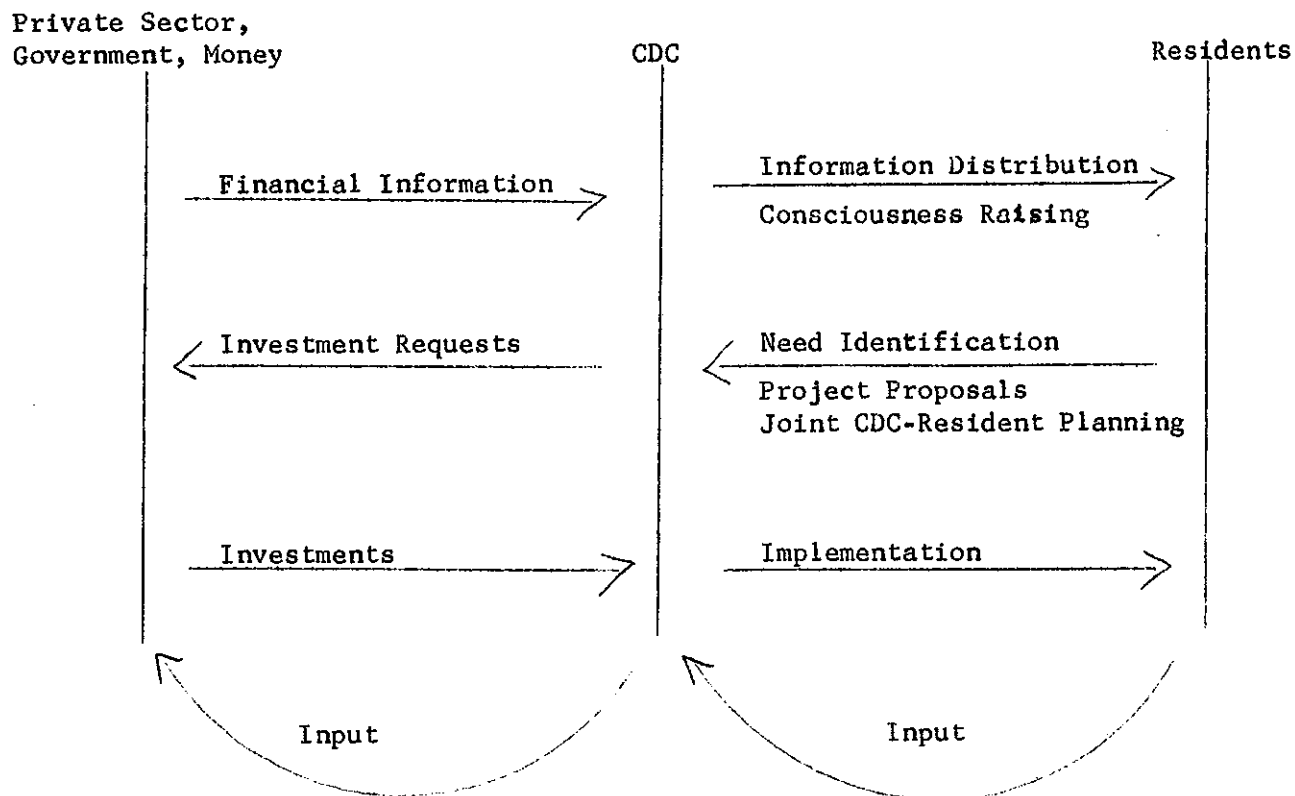 Private Sector,
Government, Money
CDC
Residents
Financial Information
Information Distribution
Consciousness Raising
Investment Requests
Need Identification
Project Proposals
Joint CDC-Resident Planning
Investments
Implementation
Input
Input